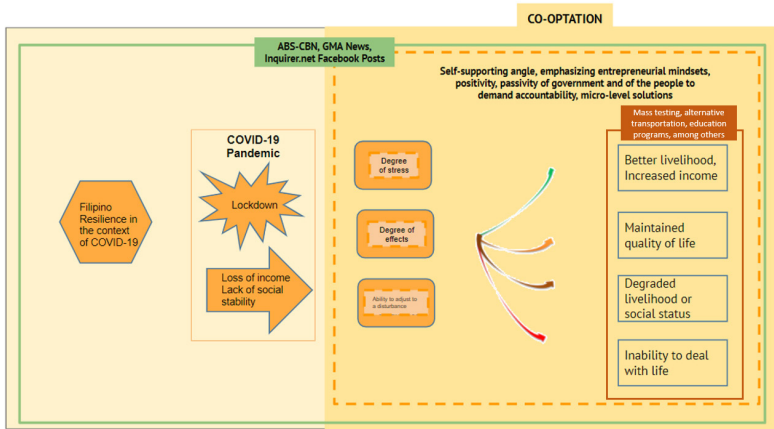 CO-OPTATION
ABS-CBN, GMA News,
Inquirer.net Facebook Posts
Self-supporting angle, emphasizing entrepreneurial mindsets,
positivity, passivity of government and of the people to
demand accountability, micro-level solutions
Mass testing, alternative
transportation, education
programs, among others
COVID-19
Pandemic
Lockdown
Loss of income
Lack of social
stability
Filipino
Resilience in
the context
of COVID-19
Degree
of stress
Degree of
effects
Ability to adjust to
a disturbance
Better livelihood,
Increased income
Maintained
quality of life
Degraded
livelihood or
social status
Inability to deal
with life